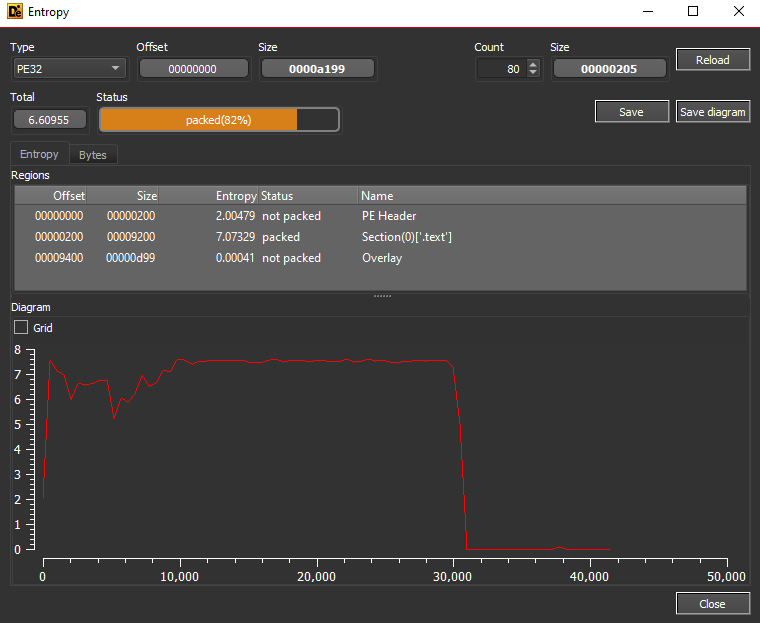 Entropy
Type Offset Size Count Size
PE32 00000000 0000a199 80 00000205 Reload
Total Status
6.60955 packed(82%) Save Save diagram
Entropy Bytes
Regions
Offset Size Entropy Status Name
00000000 00000200 2.00479 not packed PE Header
00000200 00009200 7.07329 packed Section(0)['.text']
00009400 00000d99 0.00041 not packed Overlay
Diagram
Grid
8
7
6
5
4
3
2
1
0
0 10,000 20,000 30,000 40,000 50,000
Close